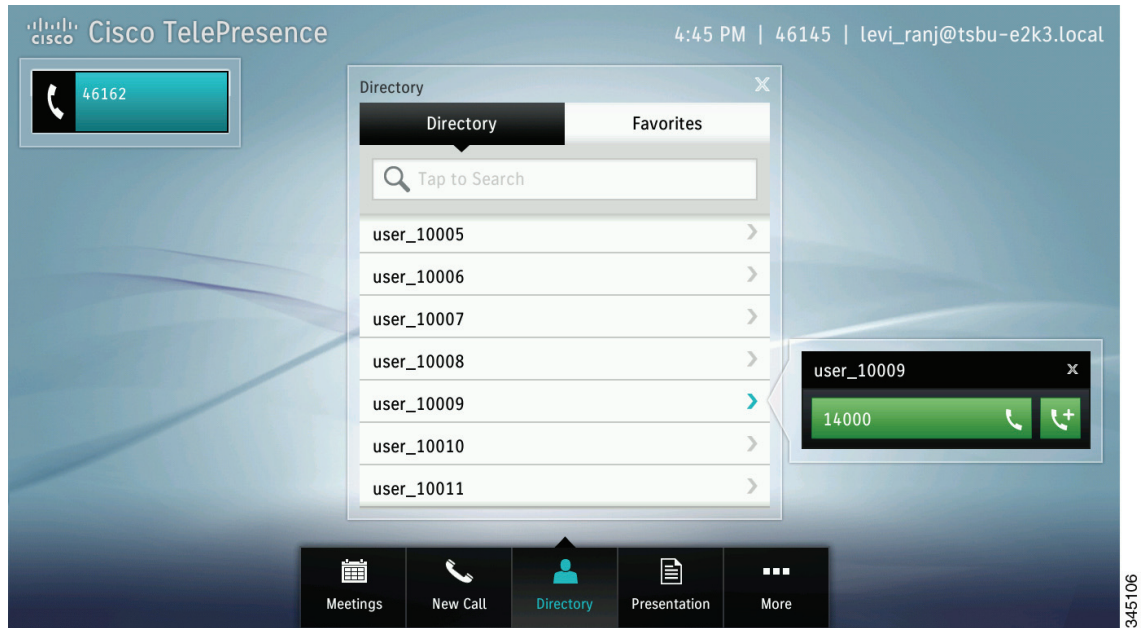 cisco Cisco TelePresence
4:45 PM | 46145 | levi_ranj@tsbu-e2k3.local
46162
Directory X
Directory Favorites
Tap to Search
user_10005
user_10006
user_10007
user_10008
user_10009
user_10010
user_10011
user_10009 x
14000
Meetings New Call Directory Presentation More
345106